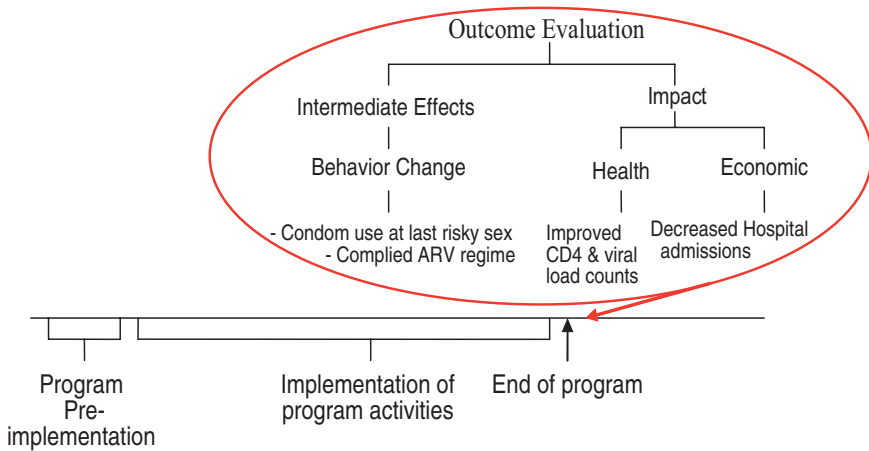 Outcome Evaluation
Intermediate Effects
Impact
Behavior Change
Health
Economic
- Condom use at last risky sex
- Complied ARV regime
Improved
CD4 & viral
load counts
Decreased Hospital
admissions
Program
Pre-
implementation
Implementation of
program activities
End of program